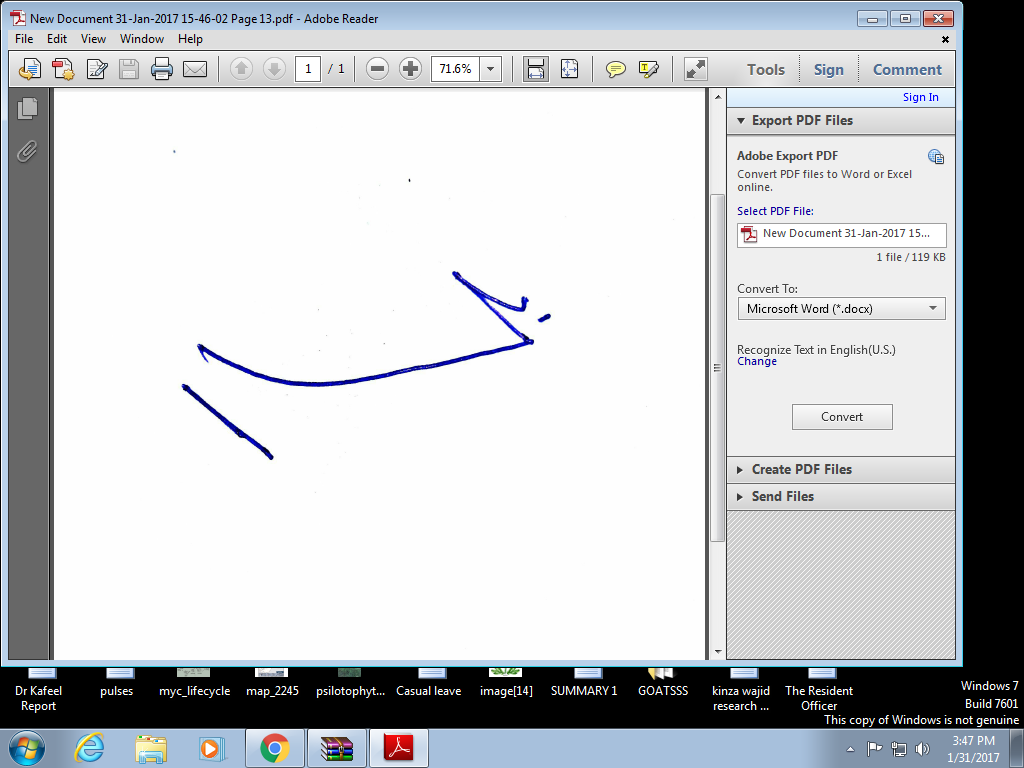 New Document 31-Jan-2017 15-46-02 Page 13.pdf - Adobe Reader
File Edit View Window Help
1 / 1 71.6% Tools Sign Comment
Sign In
Export PDF Files
Adobe Export PDF
Convert PDF files to Word or Excel
online.
Select PDF File:
New Document 31-Jan-2017 15...
1 file / 119 KB
Convert To:
Microsoft Word (*.docx)
Recognize Text in English(U.S.)
Change
Convert
Create PDF Files
Send Files
Dr Kafeel Report
pulses
myc_lifecycle
map_2245
psilotophyt...
Casual leave
image[14]
SUMMARY 1
GOATSSS
kinza wajid research ...
The Resident Officer
Windows 7
Build 7601
This copy of Windows is not genuine
3:47 PM
1/31/2017